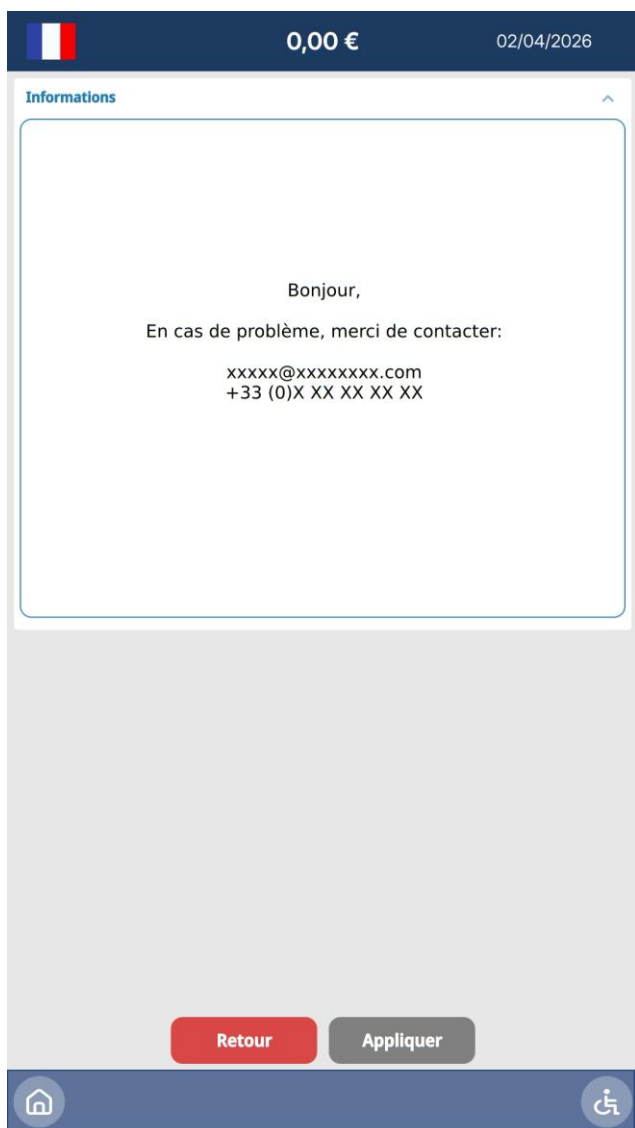 0,00 €
02/04/2026
Informations
Bonjour,
En cas de problème, merci de contacter:
xxxxx@xxxxxxxx.com
+33 (0)X XX XX XX XX
Retour
Appliquer